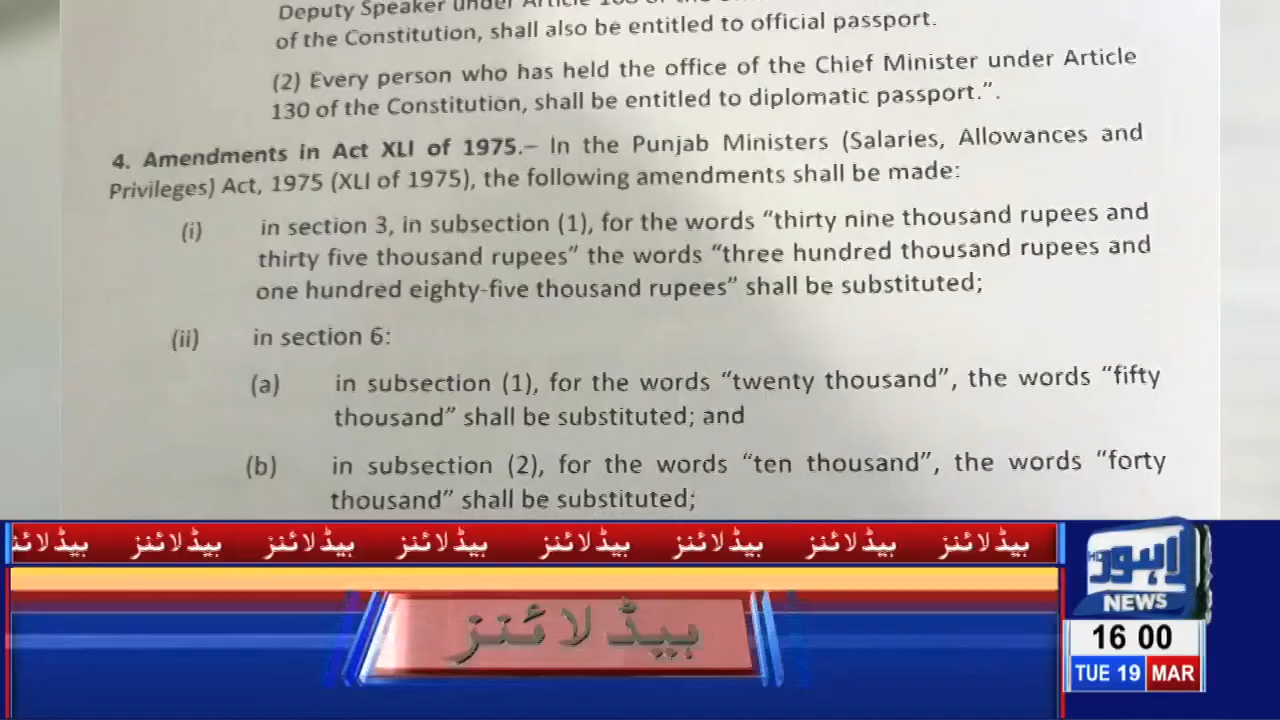 Deputy Speaker under Article
of the Constitution, shall also be entitled to official passport.
(2) Every person who has held the office of the Chief Minister under Article
130 of the Constitution, shall be entitled to diplomatic passport.”.
4. Amendments in Act XLI of 1975.– In the Punjab Ministers (Salaries, Allowances and
Privileges) Act, 1975 (XLI of 1975), the following amendments shall be made:
(i) in section 3, in subsection (1), for the words “thirty nine thousand rupees and
thirty five thousand rupees” the words “three hundred thousand rupees and
one hundred eighty-five thousand rupees” shall be substituted;
(ii) in section 6:
(a) in subsection (1), for the words “twenty thousand”, the words “fifty
thousand” shall be substituted; and
(b) in subsection (2), for the words “ten thousand”, the words “forty
thousand” shall be substituted;
ہیڈلائنز ہیڈلائنز ہیڈلائنز ہیڈلائنز ہیڈلائنز ہیڈلائنز ہیڈلائنز ہیڈلائنز
ہیڈلائنز
لاہور HD
NEWS
16 00
TUE 19 MAR